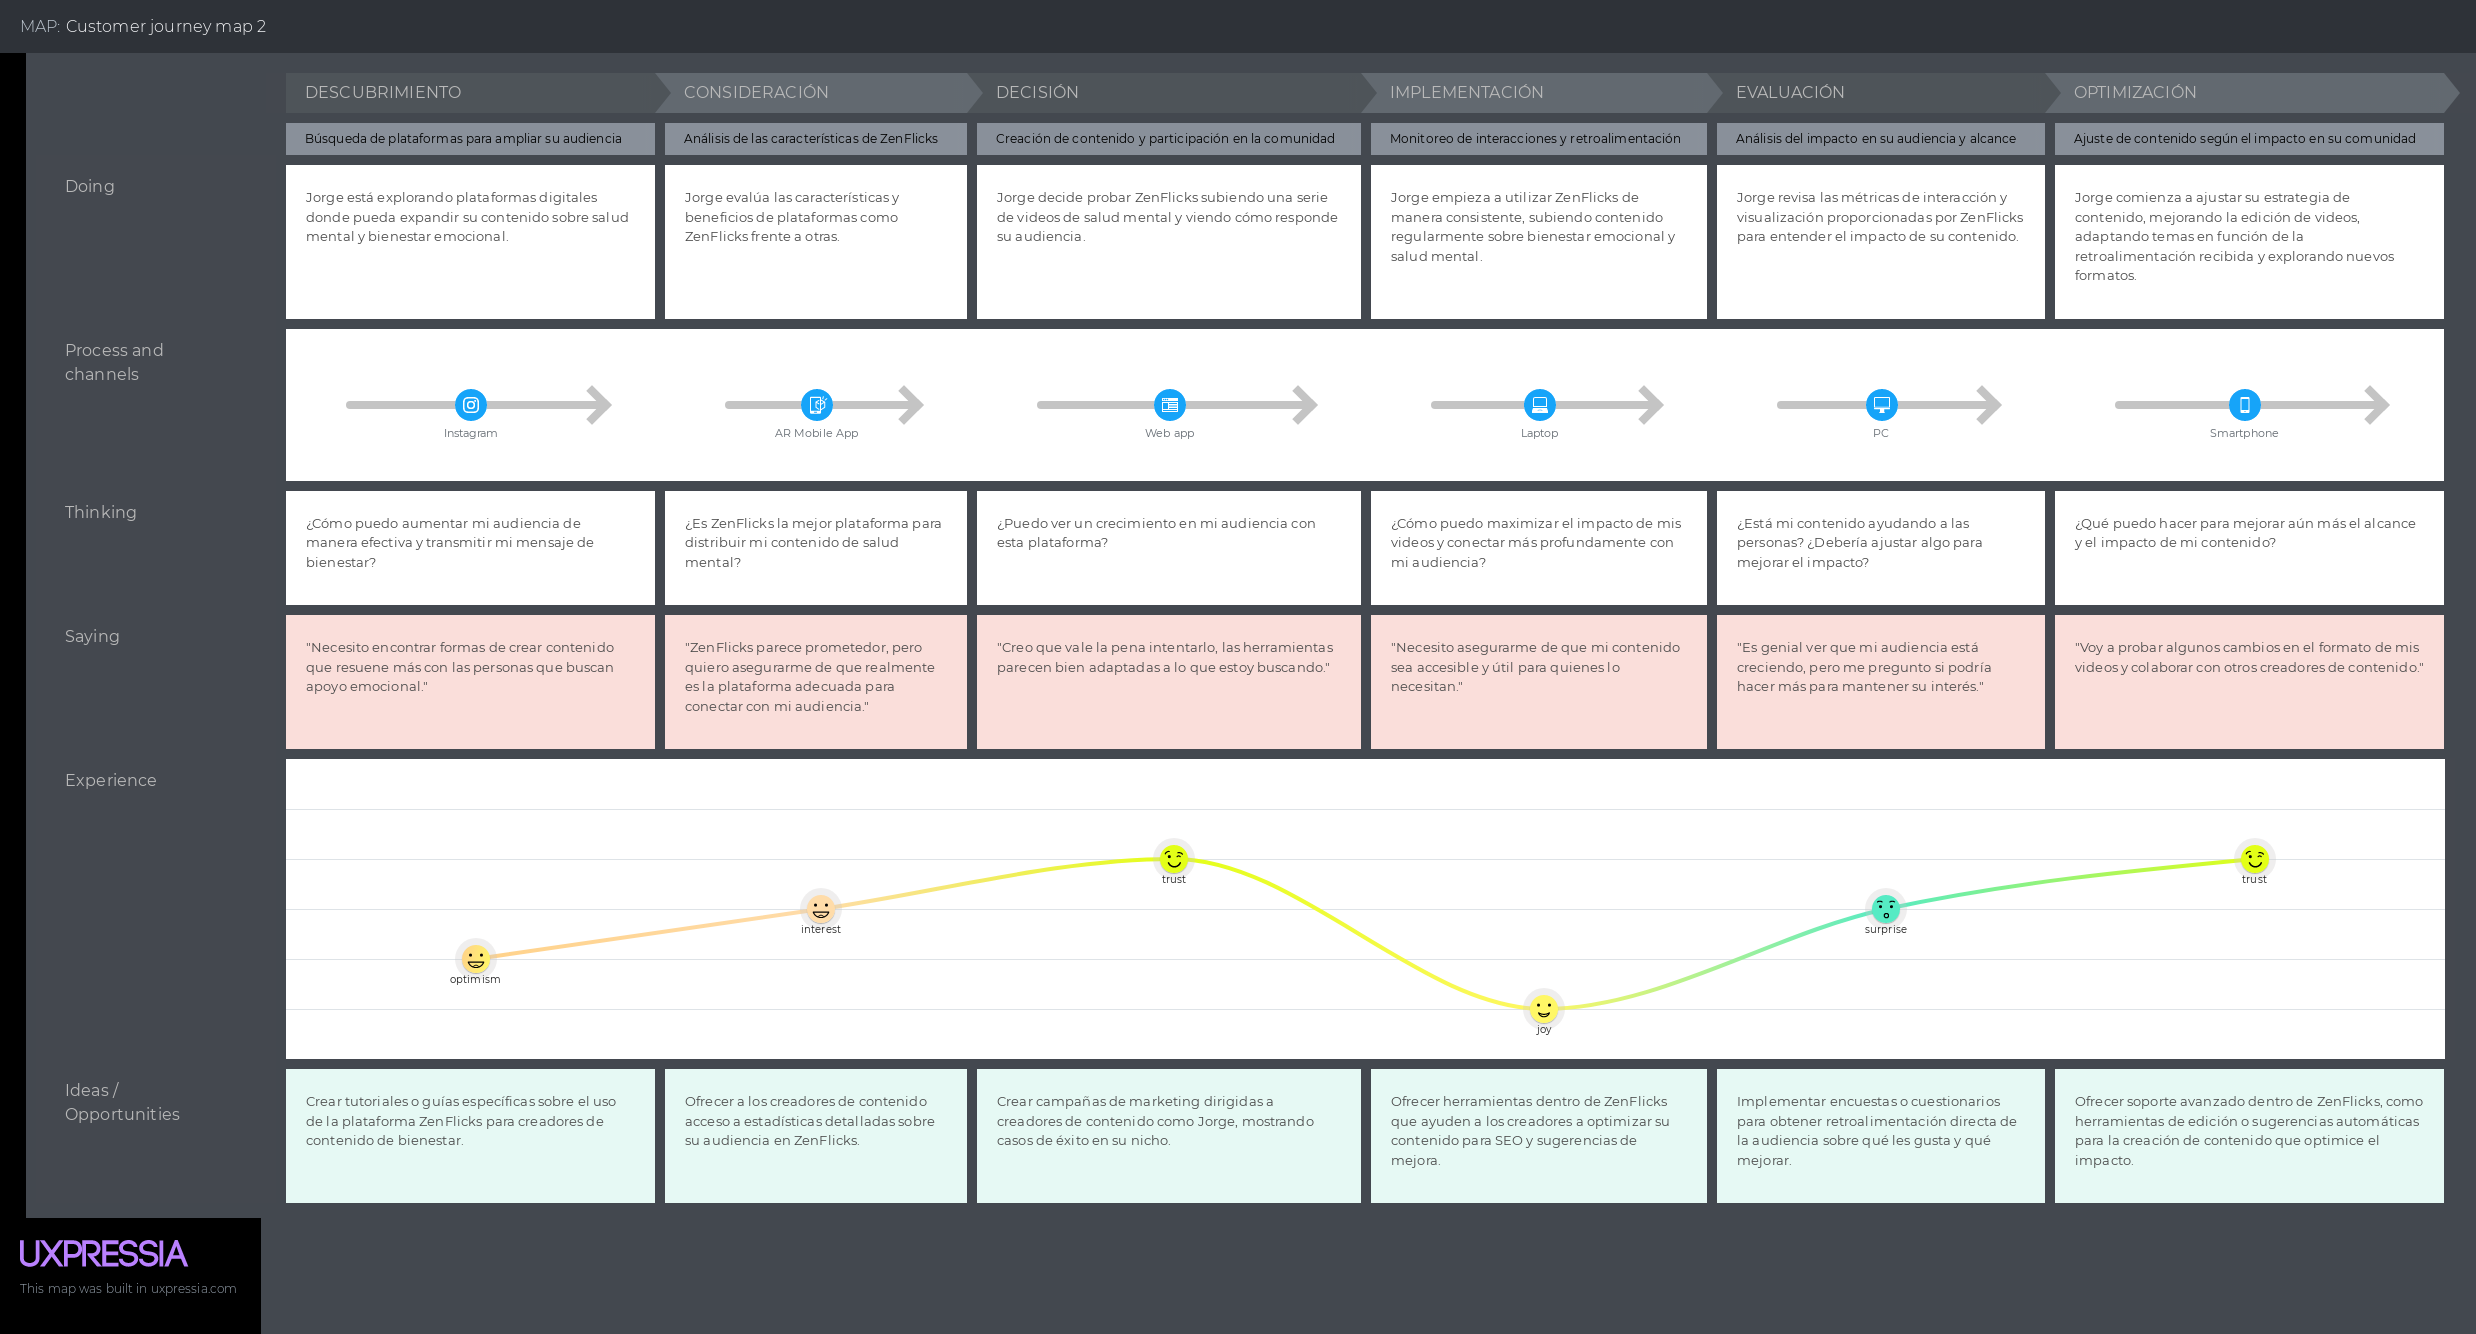 MAP: Customer journey map 2
DESCUBRIMIENTO
CONSIDERACIÓN
DECISIÓN
IMPLEMENTACIÓN
EVALUACIÓN
OPTIMIZACIÓN
Búsqueda de plataformas para ampliar su audiencia
Análisis de las características de ZenFlicks
Creación de contenido y participación en la comunidad
Monitoreo de interacciones y retroalimentación
Análisis del impacto en su audiencia y alcance
Ajuste de contenido según el impacto en su comunidad
Doing
Jorge está explorando plataformas digitales
donde pueda expandir su contenido sobre salud
mental y bienestar emocional.
Jorge evalúa las características y
beneficios de plataformas como
ZenFlicks frente a otras.
Jorge decide probar ZenFlicks subiendo una serie
de videos de salud mental y viendo cómo responde
su audiencia.
Jorge empieza a utilizar ZenFlicks de
manera consistente, subiendo contenido
regularmente sobre bienestar emocional y
salud mental.
Jorge revisa las métricas de interacción y
visualización proporcionadas por ZenFlicks
para entender el impacto de su contenido.
Jorge comienza a ajustar su estrategia de
contenido, mejorando la edición de videos,
adaptando temas en función de la
retroalimentación recibida y explorando nuevos
formatos.
Process and
channels
Instagram
AR Mobile App
Web app
Laptop
PC
Smartphone
Thinking
¿Cómo puedo aumentar mi audiencia de
manera efectiva y transmitir mi mensaje de
bienestar?
¿Es ZenFlicks la mejor plataforma para
distribuir mi contenido de salud
mental?
¿Puedo ver un crecimiento en mi audiencia con
esta plataforma?
¿Cómo puedo maximizar el impacto de mis
videos y conectar más profundamente con
mi audiencia?
¿Está mi contenido ayudando a las
personas? ¿Debería ajustar algo para
mejorar el impacto?
¿Qué puedo hacer para mejorar aún más el alcance
y el impacto de mi contenido?
Saying
"Necesito encontrar formas de crear contenido
que resuene más con las personas que buscan
apoyo emocional."
"ZenFlicks parece prometedor, pero
quiero asegurarme de que realmente
es la plataforma adecuada para
conectar con mi audiencia."
"Creo que vale la pena intentarlo, las herramientas
parecen bien adaptadas a lo que estoy buscando."
"Necesito asegurarme de que mi contenido
sea accesible y útil para quienes lo
necesitan."
"Es genial ver que mi audiencia está
creciendo, pero me pregunto si podría
hacer más para mantener su interés."
"Voy a probar algunos cambios en el formato de mis
videos y colaborar con otros creadores de contenido."
Experience
optimism
interest
trust
joy
surprise
trust
Ideas /
Opportunities
Crear tutoriales o guías específicas sobre el uso
de la plataforma ZenFlicks para creadores de
contenido de bienestar.
Ofrecer a los creadores de contenido
acceso a estadísticas detalladas sobre
su audiencia en ZenFlicks.
Crear campañas de marketing dirigidas a
creadores de contenido como Jorge, mostrando
casos de éxito en su nicho.
Ofrecer herramientas dentro de ZenFlicks
que ayuden a los creadores a optimizar su
contenido para SEO y sugerencias de
mejora.
Implementar encuestas o cuestionarios
para obtener retroalimentación directa de
la audiencia sobre qué les gusta y qué
mejorar.
Ofrecer soporte avanzado dentro de ZenFlicks, como
herramientas de edición o sugerencias automáticas
para la creación de contenido que optimice el
impacto.
UXPRESSIA
This map was built in uxpressia.com